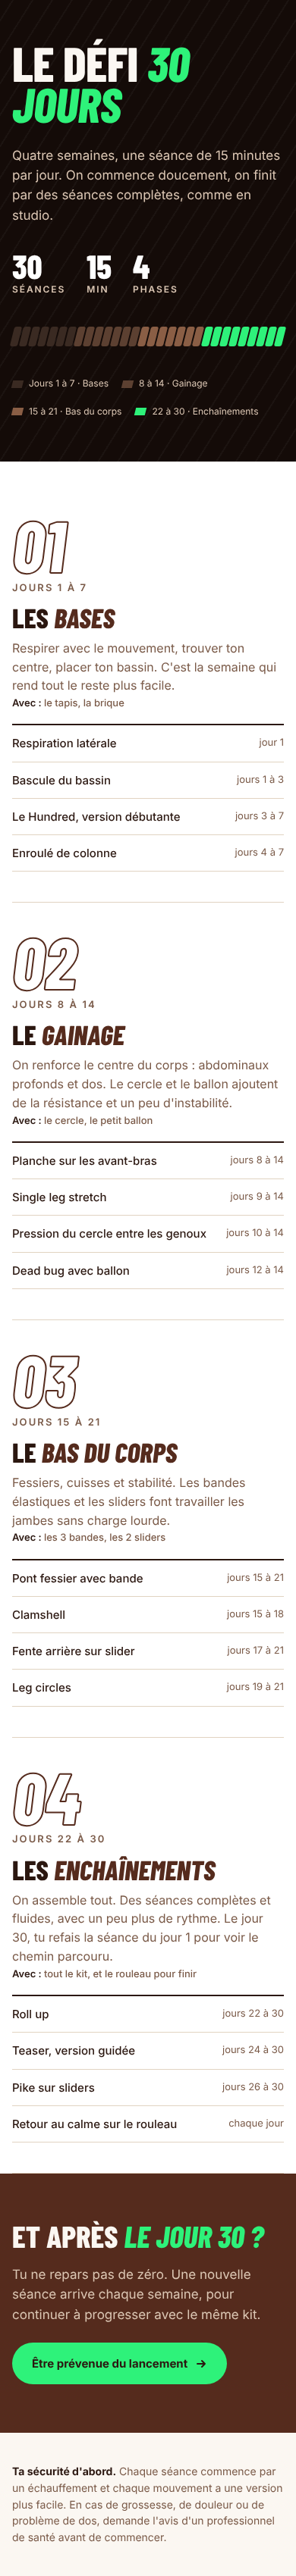 LE DÉFI 30
JOURS
Quatre semaines, une séance de 15 minutes
par jour. On commence doucement, on finit
par des séances complètes, comme en
studio.
30 15 4
SÉANCES MIN PHASES
Jours 1 à 7 · Bases 8 à 14 · Gainage
15 à 21 · Bas du corps 22 à 30 · Enchaînements
01
JOURS 1 À 7
LES BASES
Respirer avec le mouvement, trouver ton
centre, placer ton bassin. C'est la semaine qui
rend tout le reste plus facile.
Avec : le tapis, la brique
Respiration latérale jour 1
Bascule du bassin jours 1 à 3
Le Hundred, version débutante jours 3 à 7
Enroulé de colonne jours 4 à 7
02
JOURS 8 À 14
LE GAINAGE
On renforce le centre du corps : abdominaux
profonds et dos. Le cercle et le ballon ajoutent
de la résistance et un peu d'instabilité.
Avec : le cercle, le petit ballon
Planche sur les avant-bras jours 8 à 14
Single leg stretch jours 9 à 14
Pression du cercle entre les genoux jours 10 à 14
Dead bug avec ballon jours 12 à 14
03
JOURS 15 À 21
LE BAS DU CORPS
Fessiers, cuisses et stabilité. Les bandes
élastiques et les sliders font travailler les
jambes sans charge lourde.
Avec : les 3 bandes, les 2 sliders
Pont fessier avec bande jours 15 à 21
Clamshell jours 15 à 18
Fente arrière sur slider jours 17 à 21
Leg circles jours 19 à 21
04
JOURS 22 À 30
LES ENCHAÎNEMENTS
On assemble tout. Des séances complètes et
fluides, avec un peu plus de rythme. Le jour
30, tu refais la séance du jour 1 pour voir le
chemin parcouru.
Avec : tout le kit, et le rouleau pour finir
Roll up jours 22 à 30
Teaser, version guidée jours 24 à 30
Pike sur sliders jours 26 à 30
Retour au calme sur le rouleau chaque jour
ET APRÈS LE JOUR 30 ?
Tu ne repars pas de zéro. Une nouvelle
séance arrive chaque semaine, pour
continuer à progresser avec le même kit.
Être prévenue du lancement →
Ta sécurité d'abord. Chaque séance commence par
un échauffement et chaque mouvement a une version
plus facile. En cas de grossesse, de douleur ou de
problème de dos, demande l'avis d'un professionnel
de santé avant de commencer.